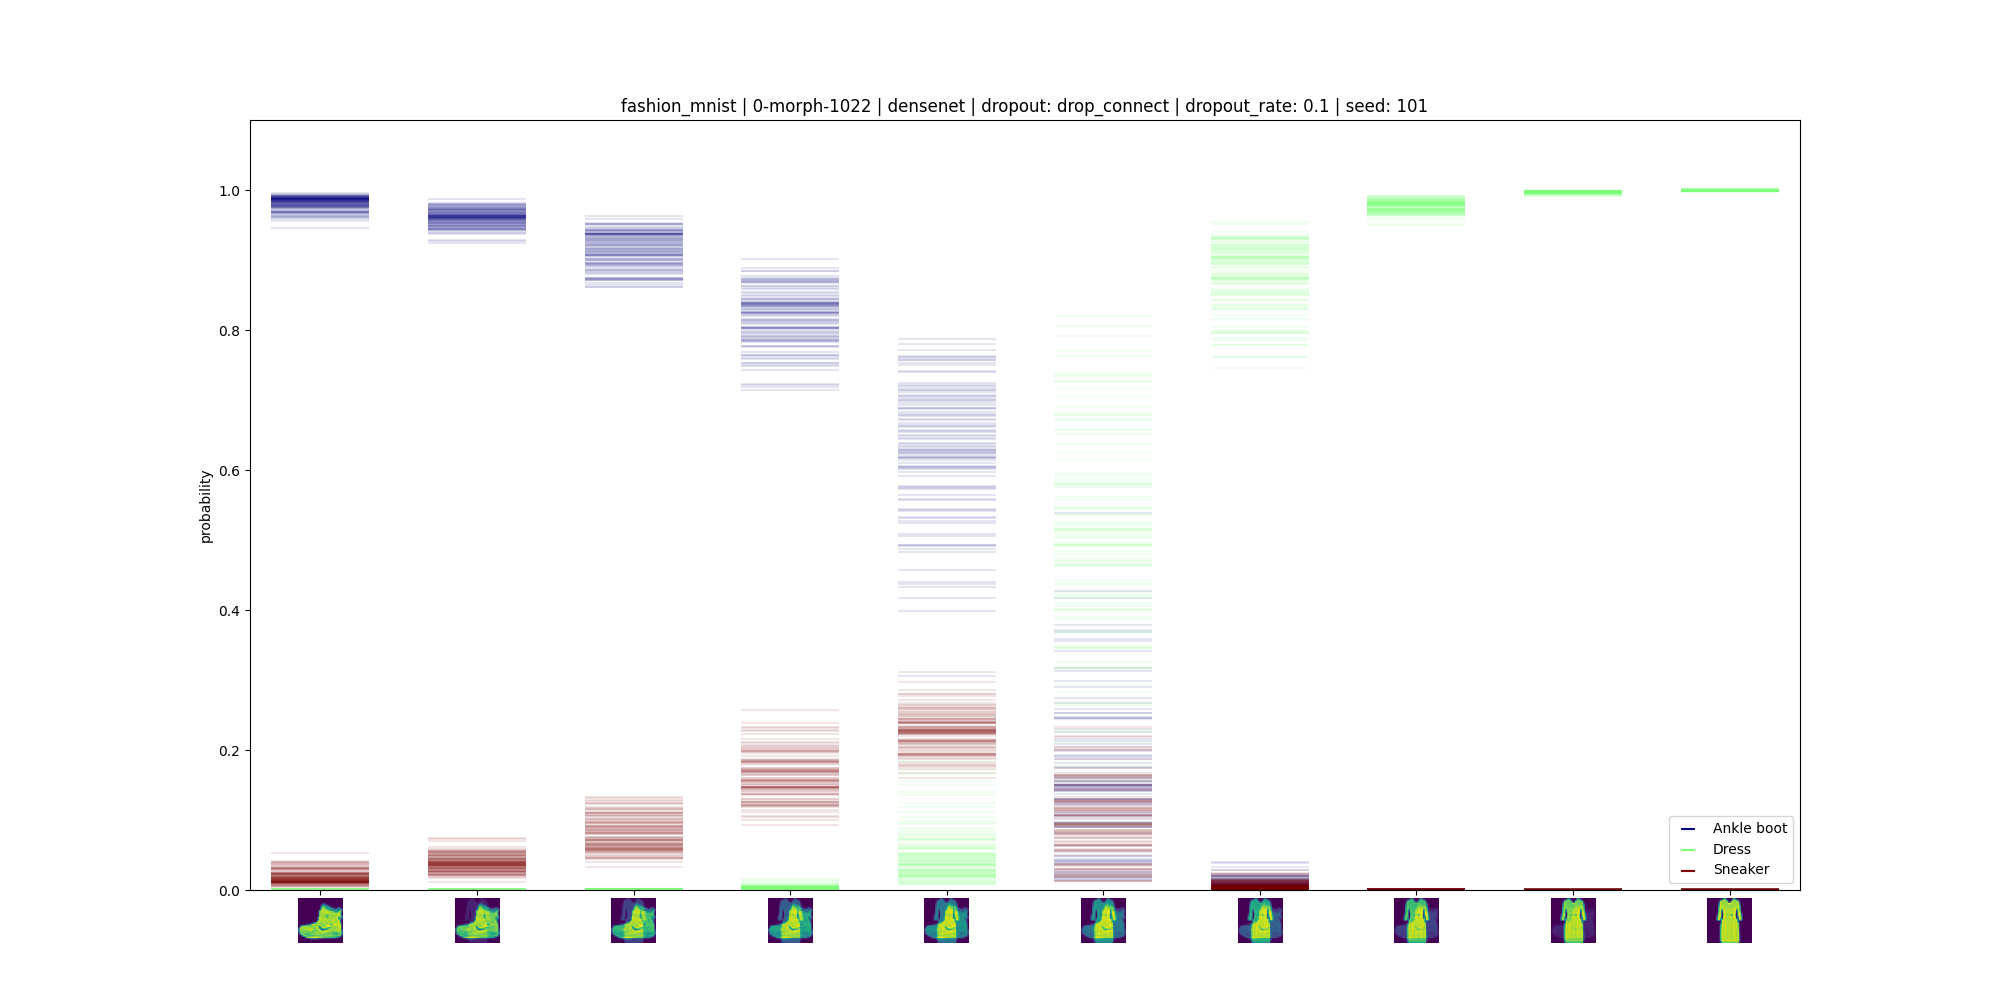 fashion_mnist | 0-morph-1022 | densenet | dropout: drop_connect | dropout_rate: 0.1 | seed: 101
probability
1.0
0.8
0.6
0.4
0.2
0.0
Ankle boot
Dress
Sneaker